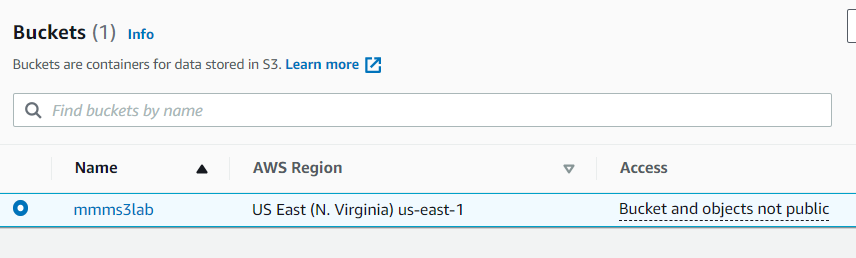 Buckets (1) Info
Buckets are containers for data stored in S3. Learn more
Find buckets by name
Name AWS Region Access
mmms3lab US East (N. Virginia) us-east-1 Bucket and objects not public